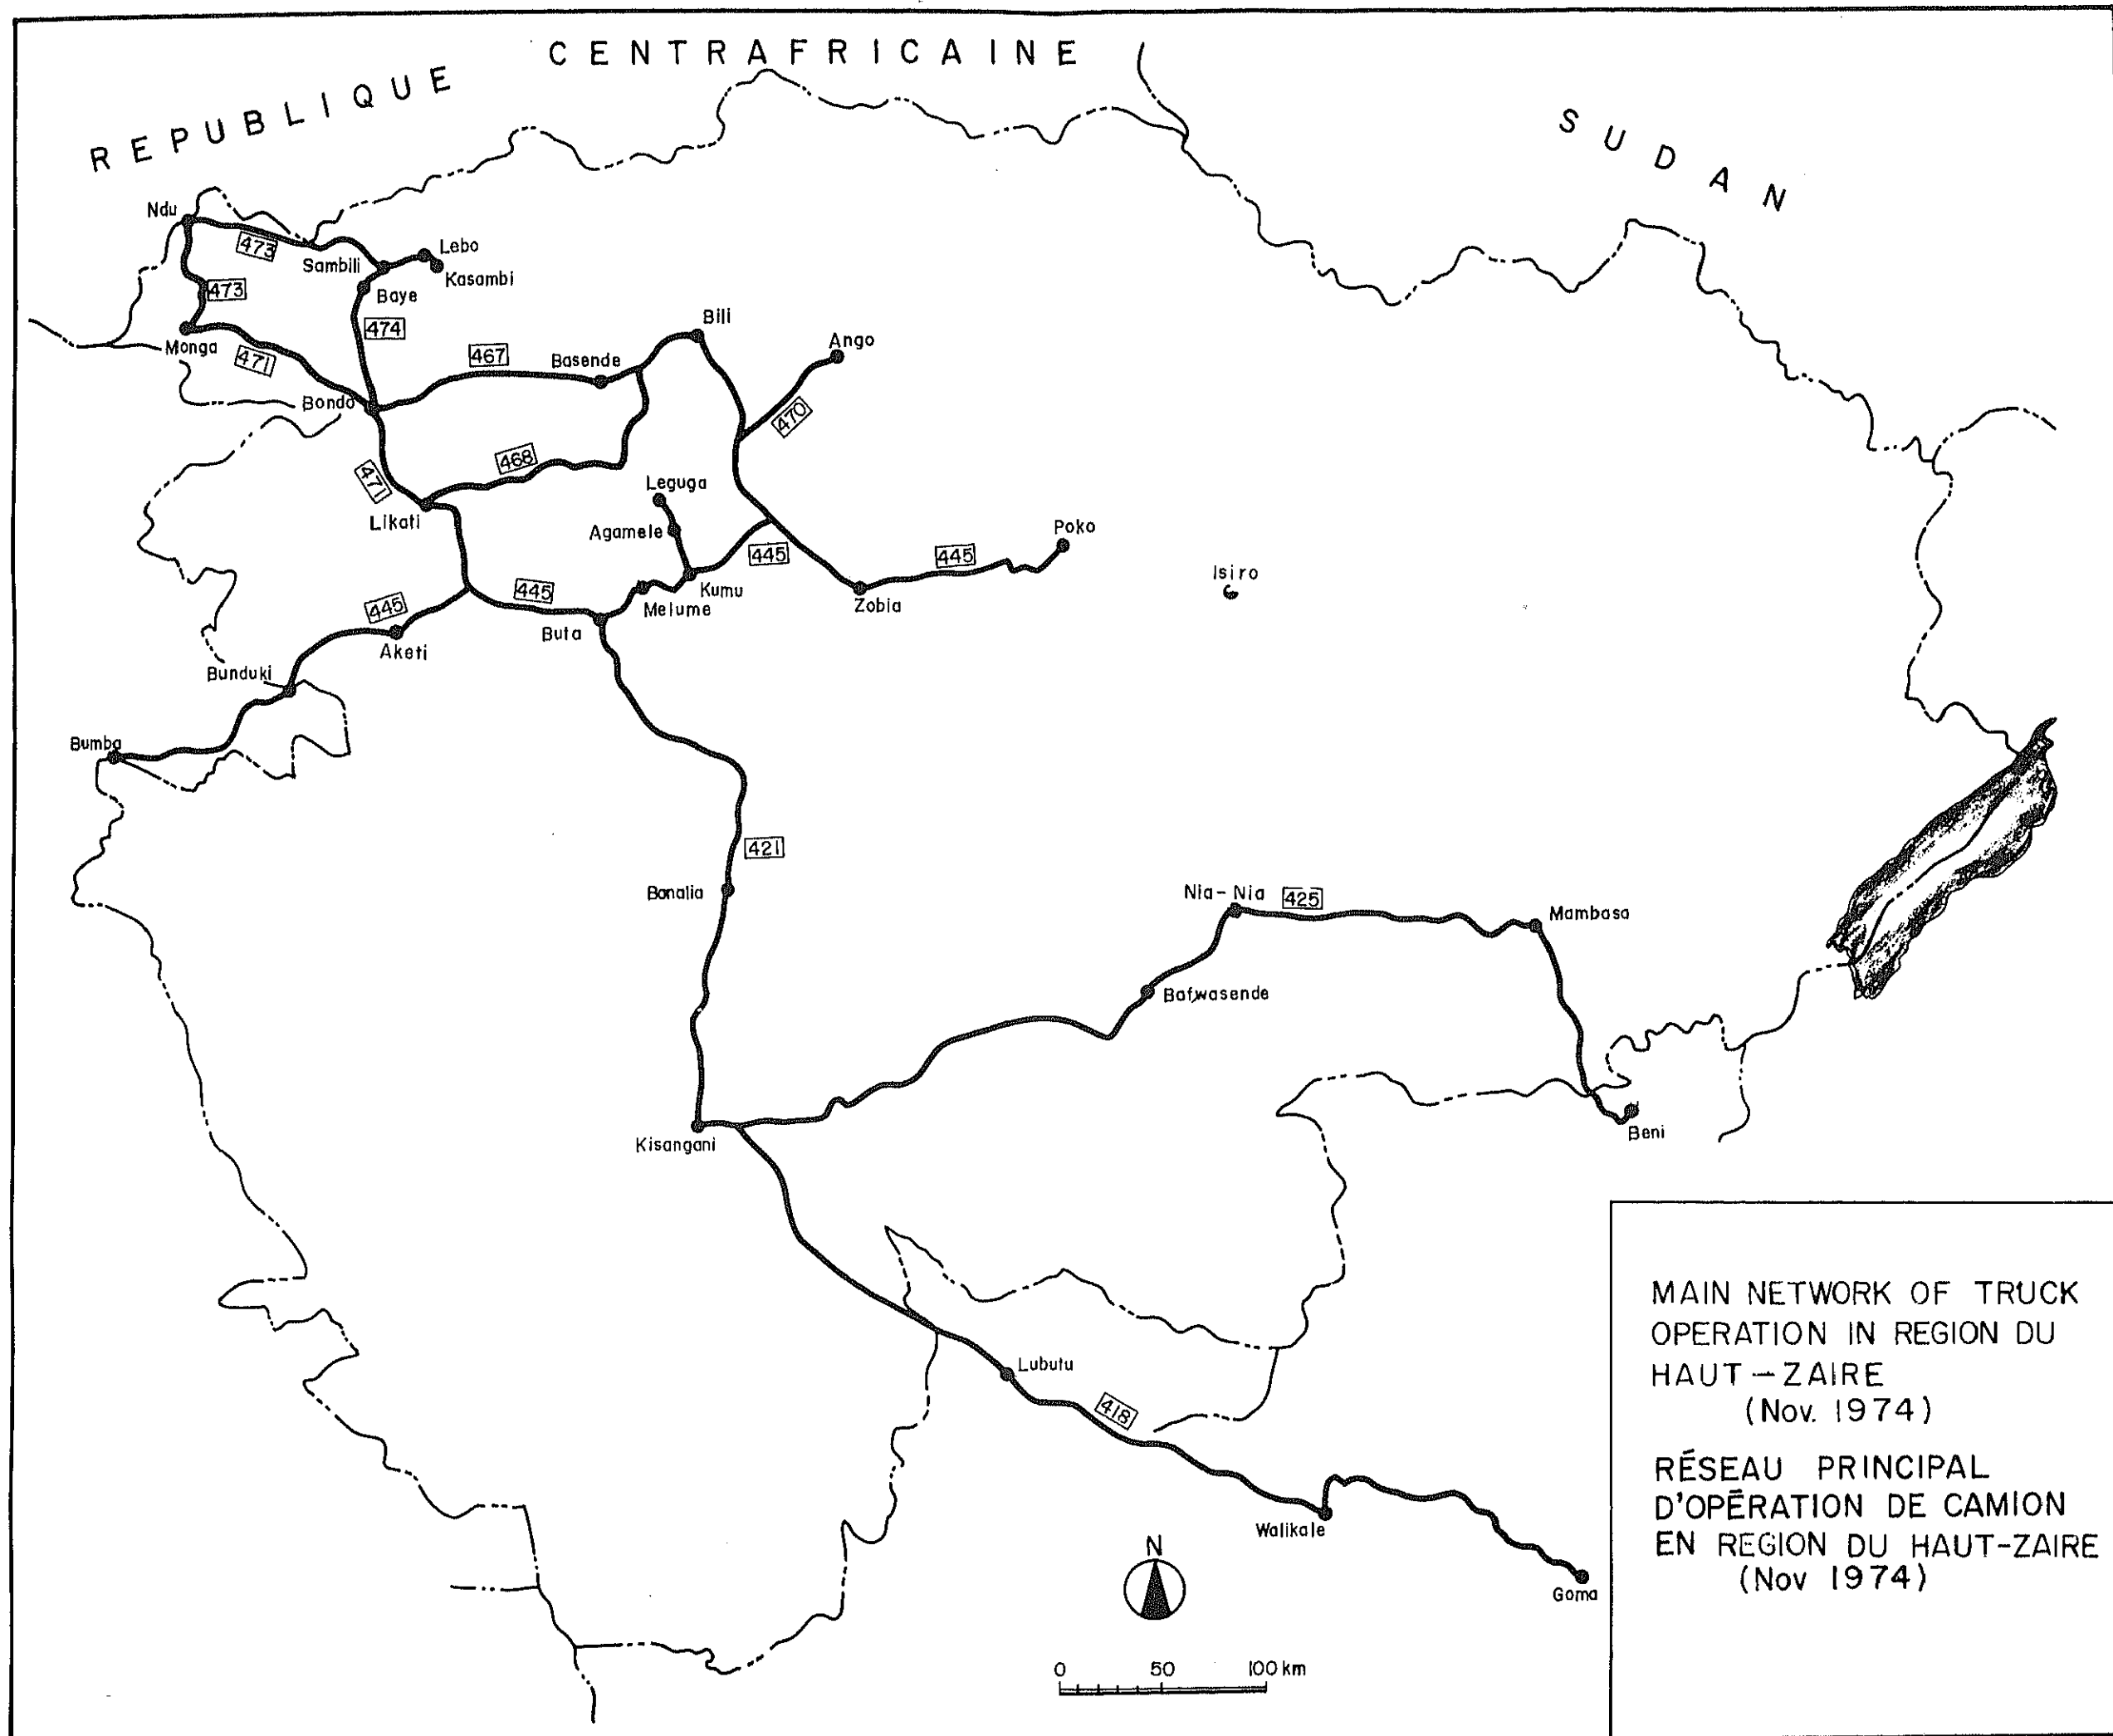 REPUBLIQUE CENTRAFRICAINE
SUDAN
Ndu
473
Sambili
Lebo
Kasambi
Baye
473
474
Monga
471
Bili
Ango
467
Basende
Bondo
470
468
471
Leguga
Likati
Agamele
Poko
445
445
Isiro
445
445
Kumu
Melume
Zobia
Buta
Aketi
Bunduki
Bumba
421
Banalia
Nia-Nia
425
Mambasa
Bafwasende
Kisangani
Beni
Lubutu
418
Walikale
Goma
N
0 50 100 km
MAIN NETWORK OF TRUCK
OPERATION IN REGION DU
HAUT-ZAIRE
(Nov. 1974)
RÉSEAU PRINCIPAL
D'OPÉRATION DE CAMION
EN REGION DU HAUT-ZAIRE
(Nov 1974)